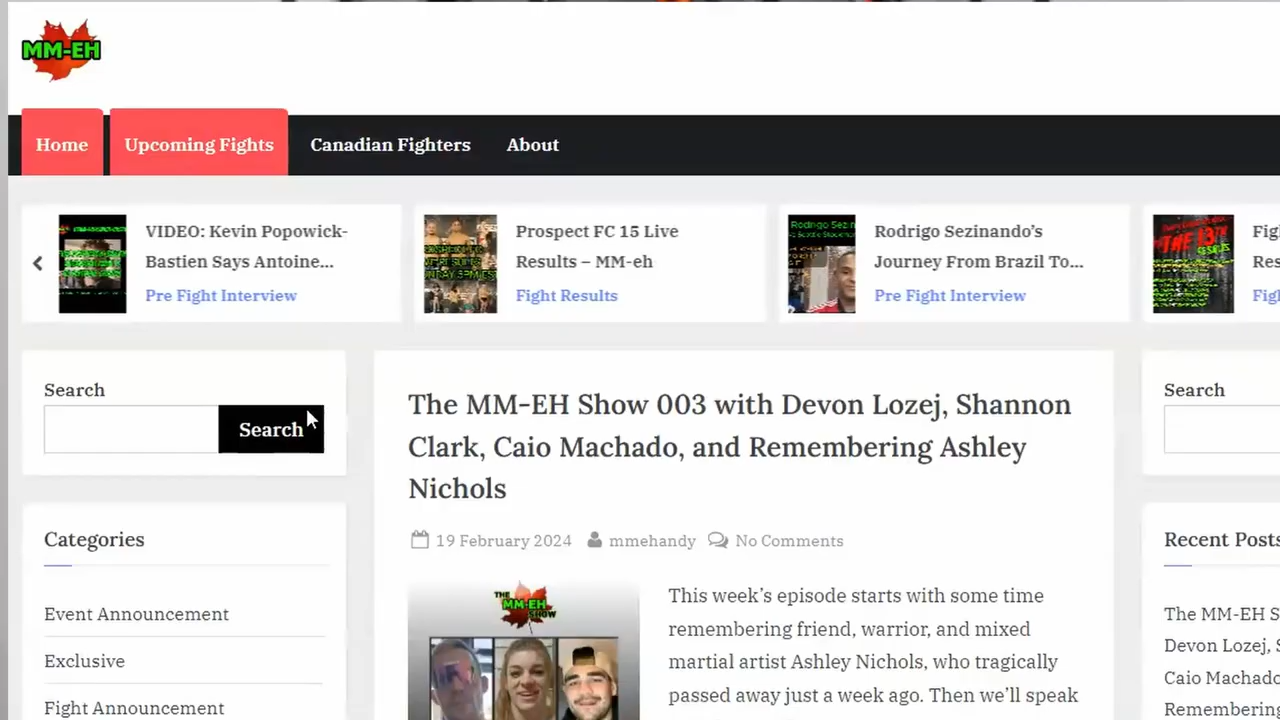 MM-EH
Home
Upcoming Fights
Canadian Fighters
About
VIDEO: Kevin Popowick-
Bastien Says Antoine...
Pre Fight Interview
Prospect FC 15 Live
Results – MM-eh
Fight Results
Rodrigo Sezinando’s
Journey From Brazil To...
Pre Fight Interview
THE 13TH
Fig
Res
Fig
Search
Search
Categories
Event Announcement
Exclusive
Fight Announcement
The MM-EH Show 003 with Devon Lozej, Shannon
Clark, Caio Machado, and Remembering Ashley
Nichols
19 February 2024
mmehandy
No Comments
THE
MM-EH
SHOW
This week’s episode starts with some time
remembering friend, warrior, and mixed
martial artist Ashley Nichols, who tragically
passed away just a week ago. Then we’ll speak
Search
Recent Posts
The MM-EH S
Devon Lozej, S
Caio Machado
Remembering